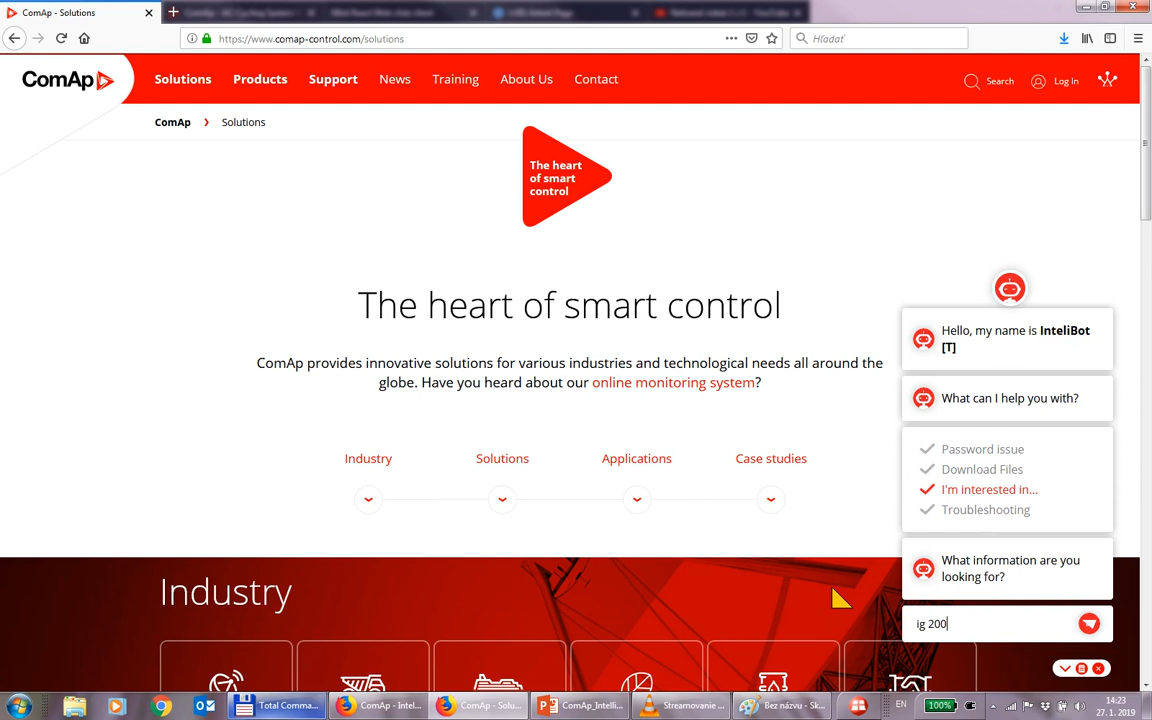 ComAp - Solutions
https://www.comap-control.com/solutions
Hľadať
ComAp
Solutions
Products
Support
News
Training
About Us
Contact
Search
Log In
ComAp
Solutions
The heart
of smart
control
The heart of smart control
ComAp provides innovative solutions for various industries and technological needs all around the
globe. Have you heard about our online monitoring system?
Industry
Solutions
Applications
Case studies
Industry
Hello, my name is InteliBot
[T]
What can I help you with?
Password issue
Download Files
I'm interested in...
Troubleshooting
What information are you
looking for?
ig 200
Total Comma...
ComAp - Intel...
ComAp - Solu...
ComAp_Intelli...
Streamovanie ...
Bez názvu - Sk...
EN
100%
14:23
27. 1. 2019